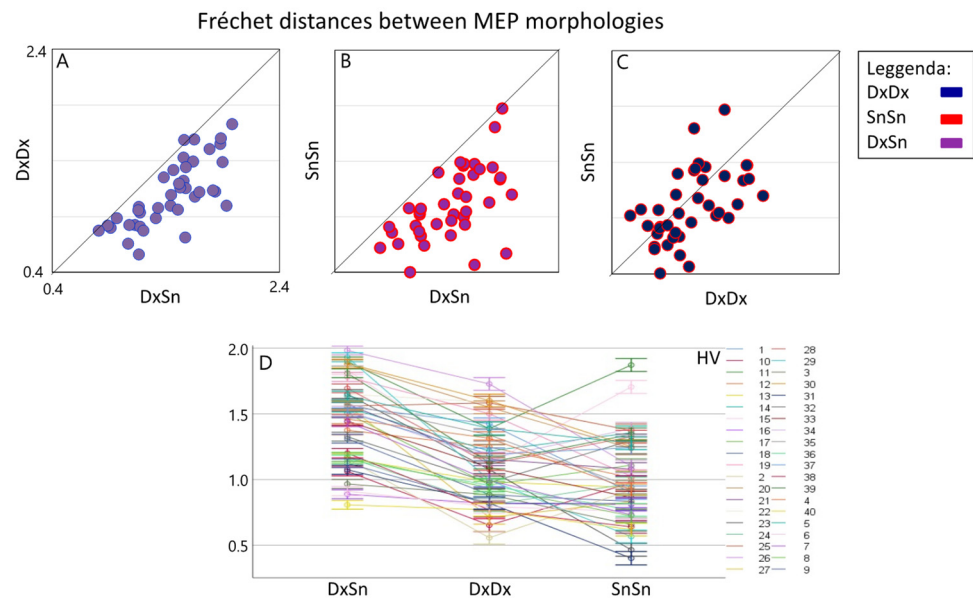 Fréchet distances between MEP morphologies
2.4
A
DxDx
0.4
0.4
DxSn
2.4
B
SnSn
DxSn
C
SnSn
DxDx
Leggenda:
DxDx
SnSn
DxSn
D
HV
2.0
1.5
1.0
0.5
DxSn
DxDx
SnSn
1 28
10 29
11 3
12 30
13 31
14 32
15 33
16 34
17 35
18 36
19 37
2 38
20 39
21 4
22 40
23 5
24 6
25 7
26 8
27 9